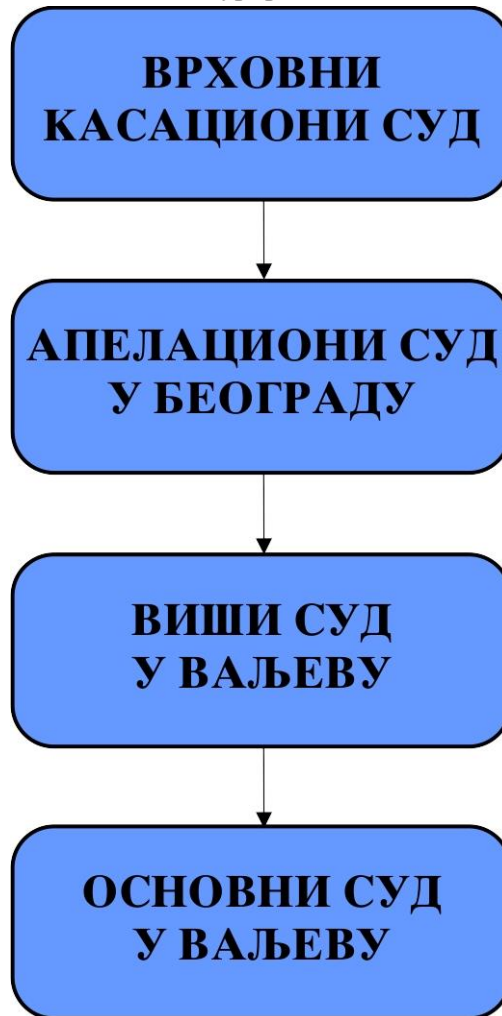 ВРХОВНИ
КАСАЦИОНИ СУД
АПЕЛАЦИОНИ СУД
У БЕОГРАДУ
ВИШИ СУД
У ВАЉЕВУ
ОСНОВНИ СУД
У ВАЉЕВУ